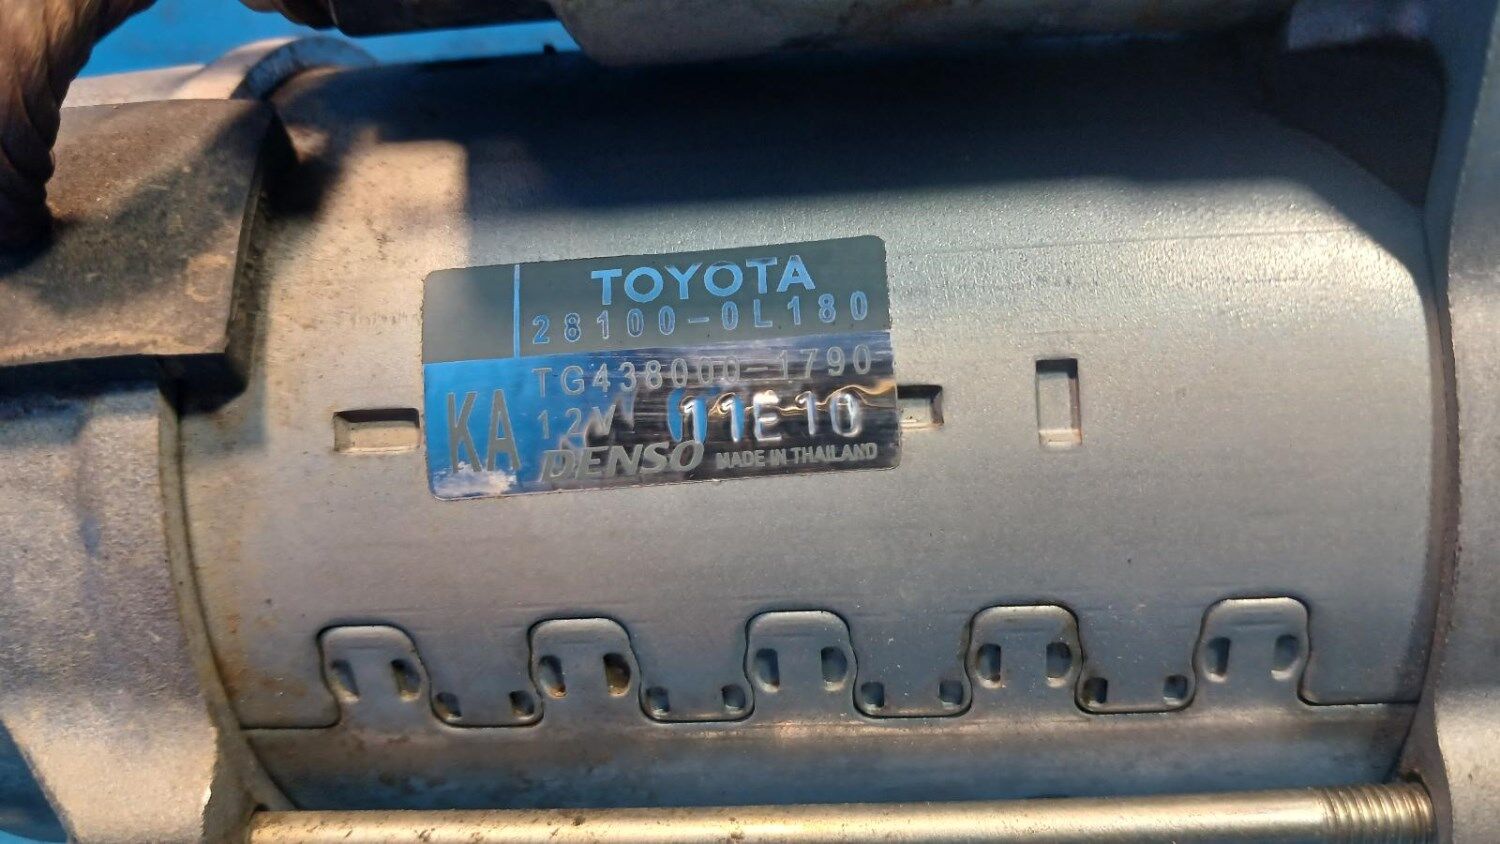 TOYOTA
28100-0L180
TG438000-1790
KA
12V 11E10
DENSO MADE IN THAILAND